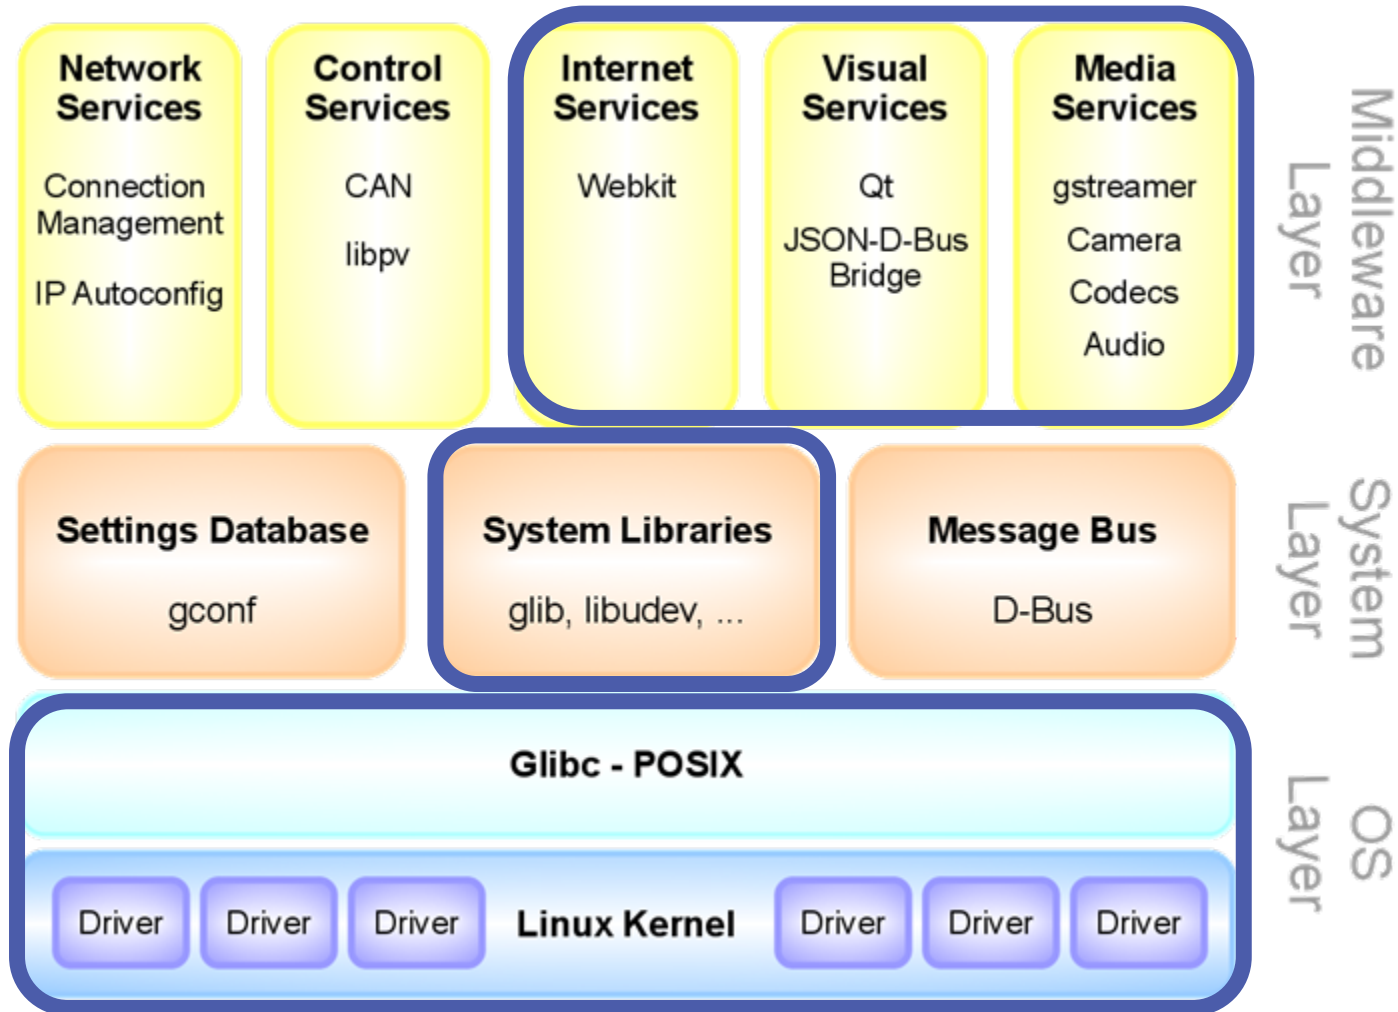 Network
Services
Connection
Management
IP Autoconfig
Control
Services
CAN
libpv
Internet
Services
Webkit
Visual
Services
Qt
JSON-D-Bus
Bridge
Media
Services
gstreamer
Camera
Codecs
Audio
Middleware
Layer
Settings Database
gconf
System Libraries
glib, libudev, ...
Message Bus
D-Bus
System
Layer
Glibc - POSIX
Driver
Driver
Driver
Linux Kernel
Driver
Driver
Driver
OS
Layer